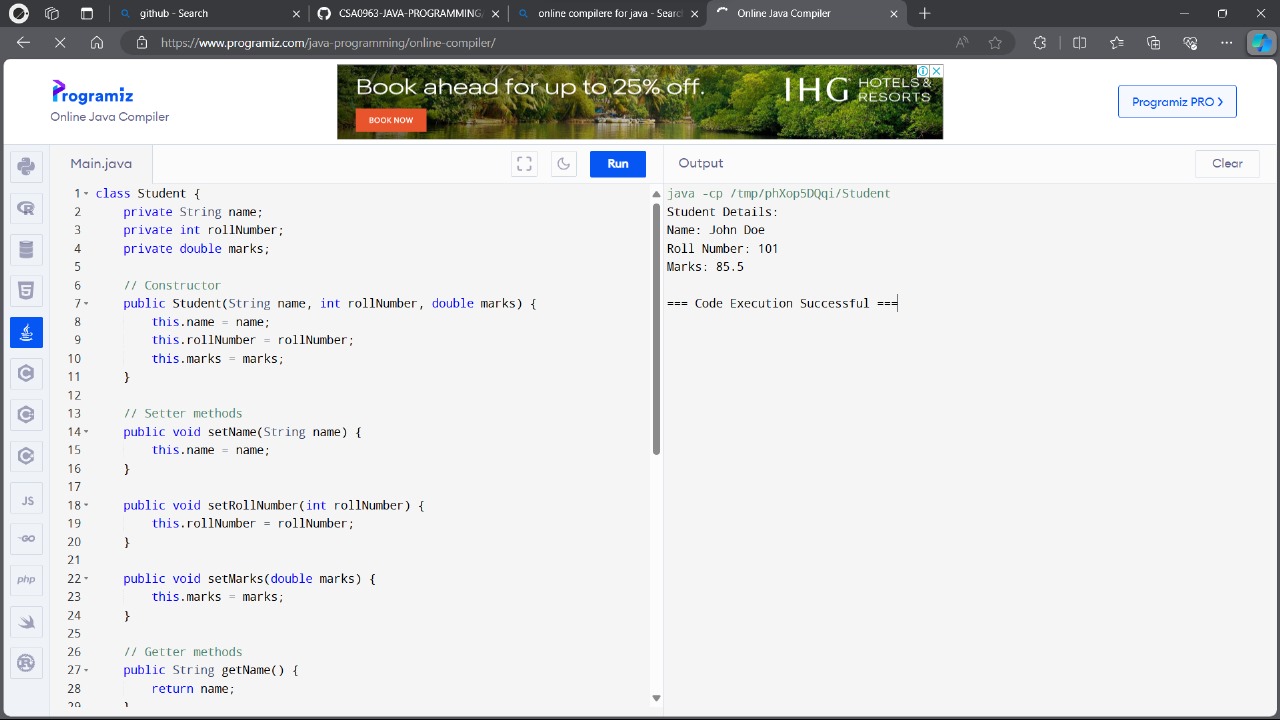 github - Search
CSA0963-JAVA-PROGRAMMING
online compilere for java - Search
Online Java Compiler
https://www.programiz.com/java-programming/online-compiler/
Programiz
Online Java Compiler
Book ahead for up to 25% off.
BOOK NOW
IHG HOTELS & RESORTS
Programiz PRO >
Main.java
Run
Output
Clear
1 class Student {
2 private String name;
3 private int rollNumber;
4 private double marks;
5
6 // Constructor
7 public Student(String name, int rollNumber, double marks) {
8 this.name = name;
9 this.rollNumber = rollNumber;
10 this.marks = marks;
11 }
12
13 // Setter methods
14 public void setName(String name) {
15 this.name = name;
16 }
17
18 public void setRollNumber(int rollNumber) {
19 this.rollNumber = rollNumber;
20 }
21
22 public void setMarks(double marks) {
23 this.marks = marks;
24 }
25
26 // Getter methods
27 public String getName() {
28 return name;
29 }
java -cp /tmp/phXop5DQqi/Student
Student Details:
Name: John Doe
Roll Number: 101
Marks: 85.5
=== Code Execution Successful ===
JS
GO
php